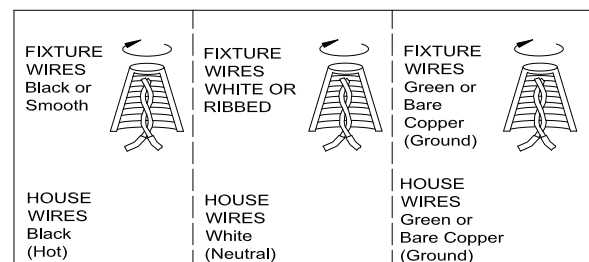 FIXTURE
WIRES
Black or
Smooth
HOUSE
WIRES
Black
(Hot)
FIXTURE
WIRES
WHITE OR
RIBBED
HOUSE
WIRES
White
(Neutral)
FIXTURE
WIRES
Green or
Bare
Copper
(Ground)
HOUSE
WIRES
Green or
Bare Copper
(Ground)